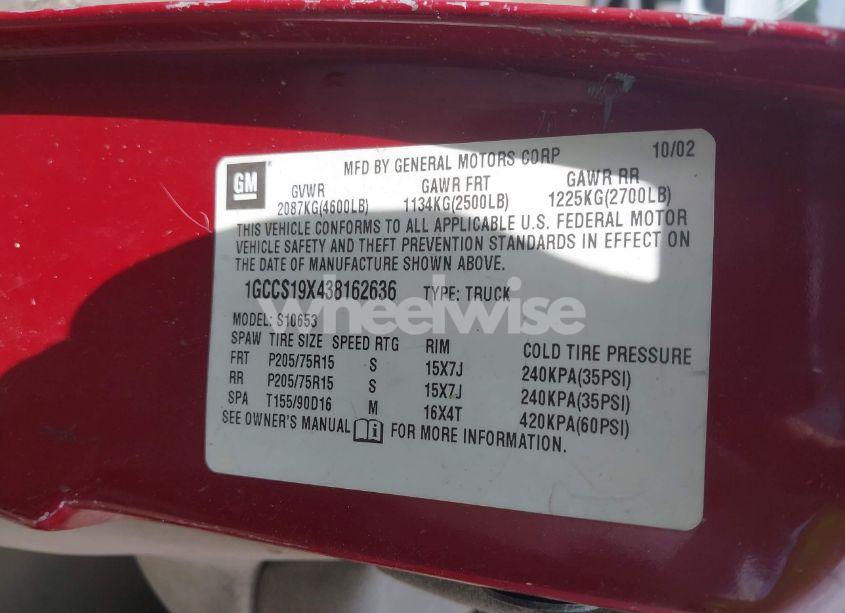 MFD BY GENERAL MOTORS CORP 10/02
GM
GVWR GAWR FRT GAWR RR
2087KG(4600LB) 1134KG(2500LB) 1225KG(2700LB)
THIS VEHICLE CONFORMS TO ALL APPLICABLE U.S. FEDERAL MOTOR
VEHICLE SAFETY AND THEFT PREVENTION STANDARDS IN EFFECT ON
THE DATE OF MANUFACTURE SHOWN ABOVE.
1GCCS19X438162636 TYPE: TRUCK
wheelwise
MODEL: S10653
SPAW TIRE SIZE SPEED RTG RIM COLD TIRE PRESSURE
FRT P205/75R15 S 15X7J 240KPA(35PSI)
RR P205/75R15 S 15X7J 240KPA(35PSI)
SPA T155/90D16 M 16X4T 420KPA(60PSI)
SEE OWNER'S MANUAL i FOR MORE INFORMATION.